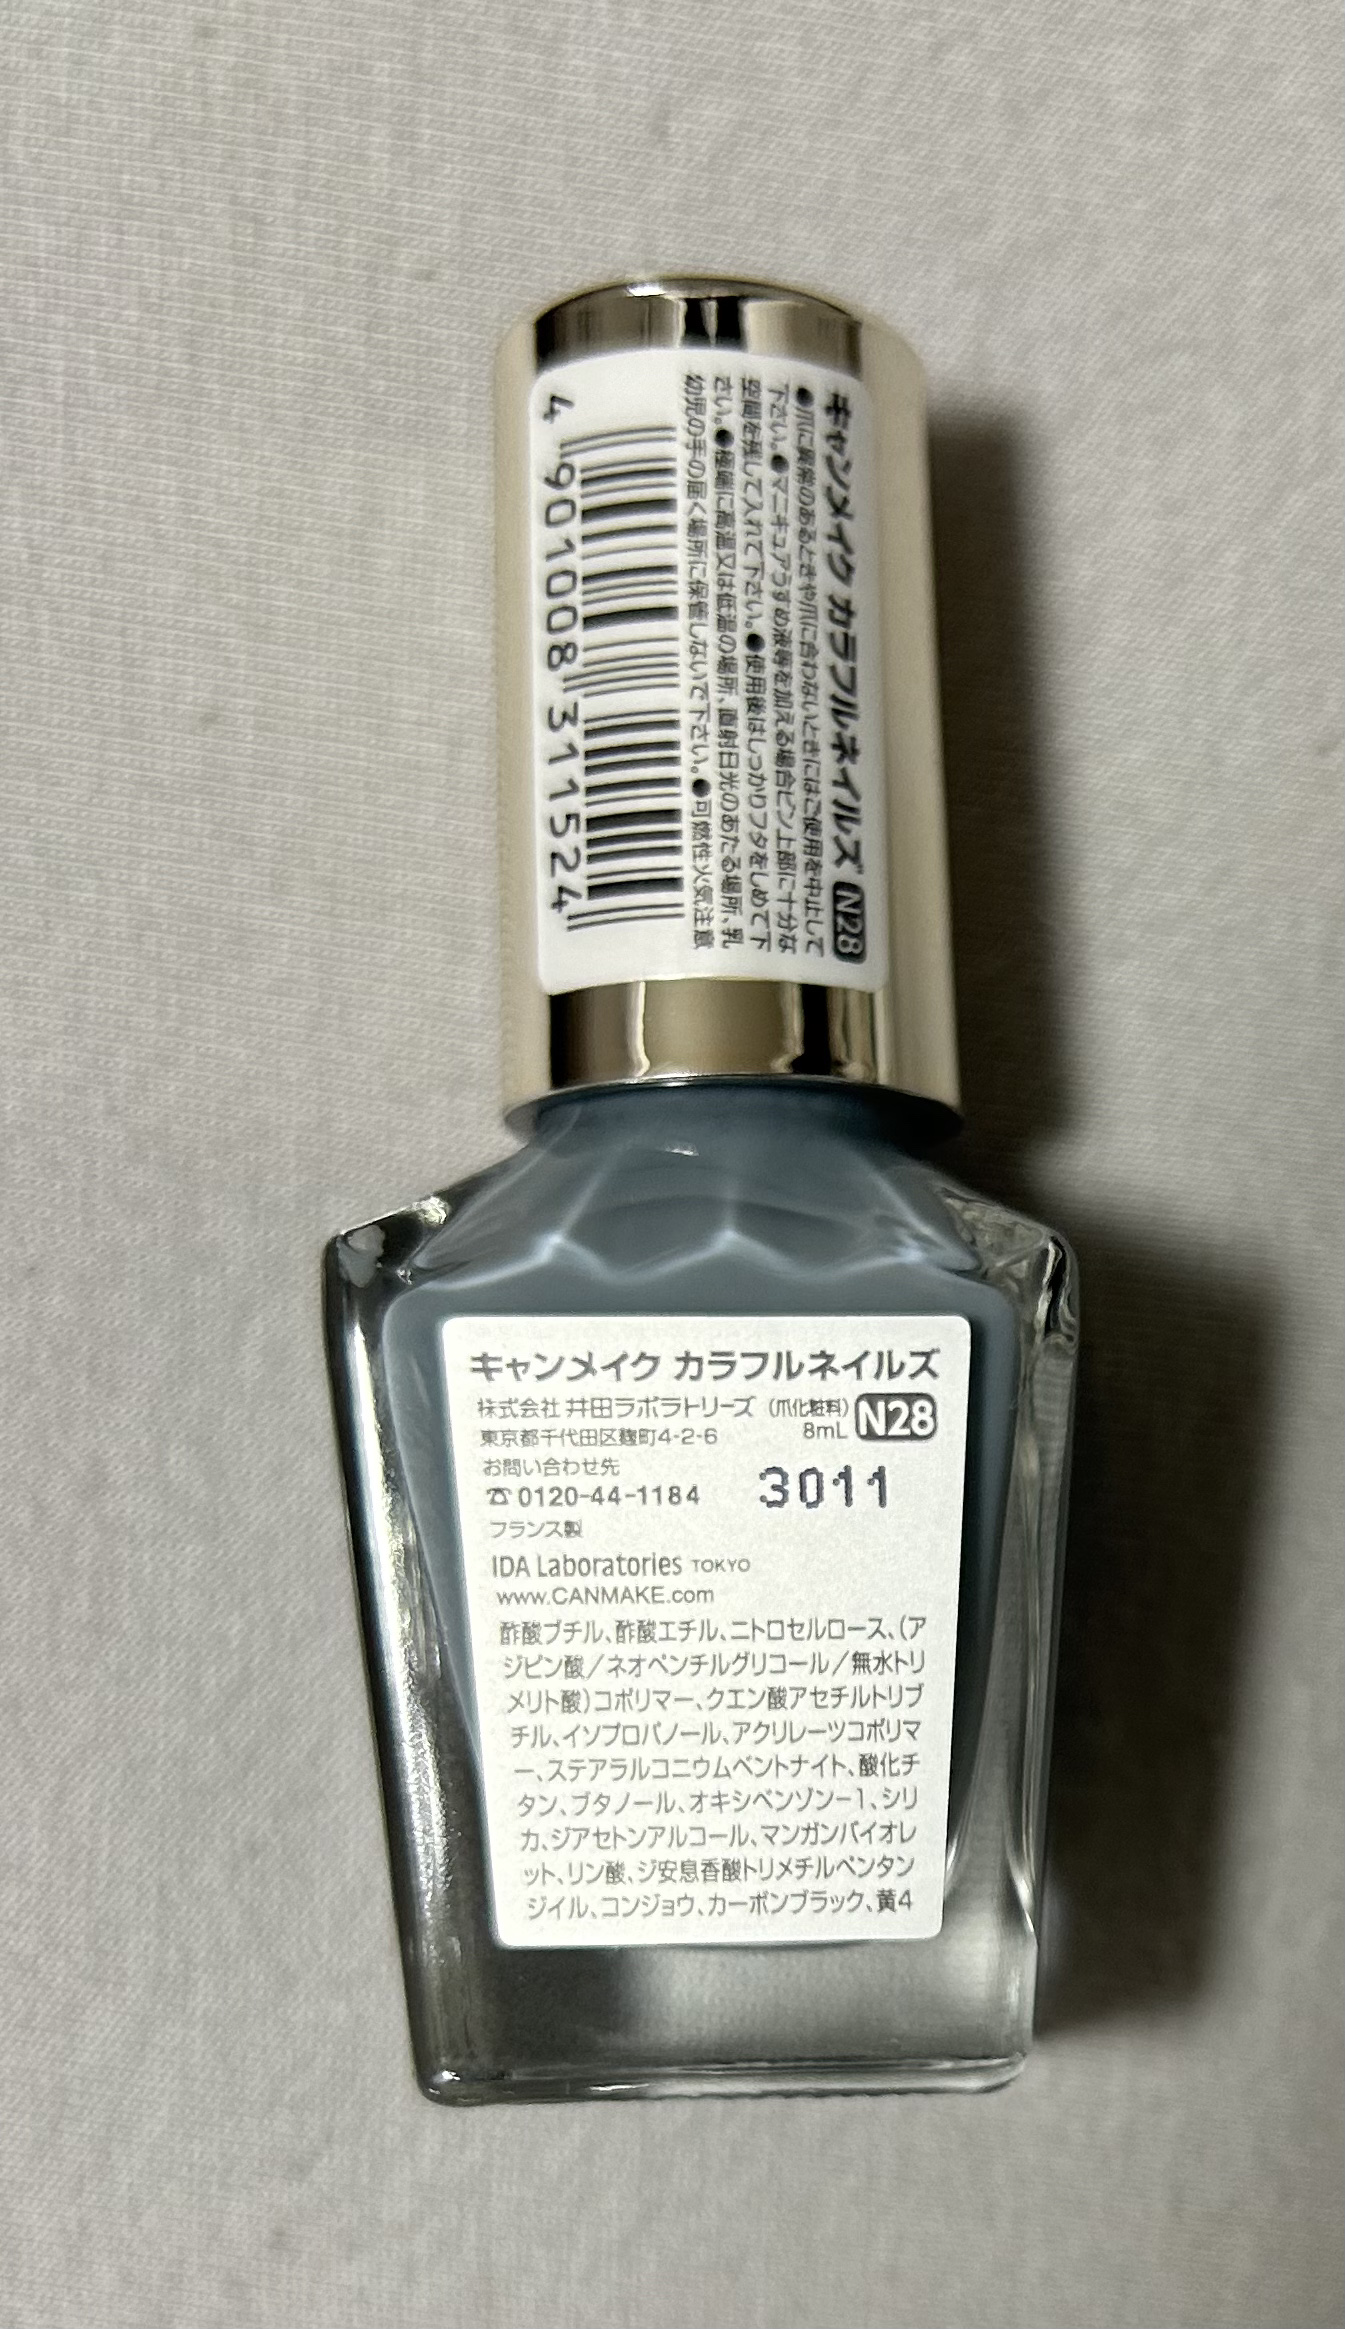 キャンメイク カラフルネイルズ N28
●爪に異常のあるときや爪に合わないときにはご使用を中止して
下さい。●マニキュアうすめ液等を加える場合ビン上部に十分な
空間を残して入れて下さい。●使用後はしっかりフタをしめて下
さい。●極端に高温又は低温の場所、直射日光のあたる場所、乳
幼児の手の届く場所に保管しないで下さい。●可燃性火気注意
4 901008 311524
キャンメイク カラフルネイルズ
株式会社 井田ラボラトリーズ (爪化粧料) N28
東京都千代田区麹町4-2-6 8mL
お問い合わせ先
☎0120-44-1184 3011
フランス製
IDA Laboratories TOKYO
www.CANMAKE.com
酢酸ブチル、酢酸エチル、ニトロセルロース、(ア
ジピン酸/ネオペンチルグリコール/無水トリ
メリト酸)コポリマー、クエン酸アセチルトリブ
チル、イソプロパノール、アクリレーツコポリマ
ー、ステアラルコニウムベントナイト、酸化チ
タン、ブタノール、オキシベンゾン-1、シリ
カ、ジアセトンアルコール、マンガンバイオレ
ット、リン酸、ジ安息香酸トリメチルペンタン
ジイル、コンジョウ、カーボンブラック、黄4